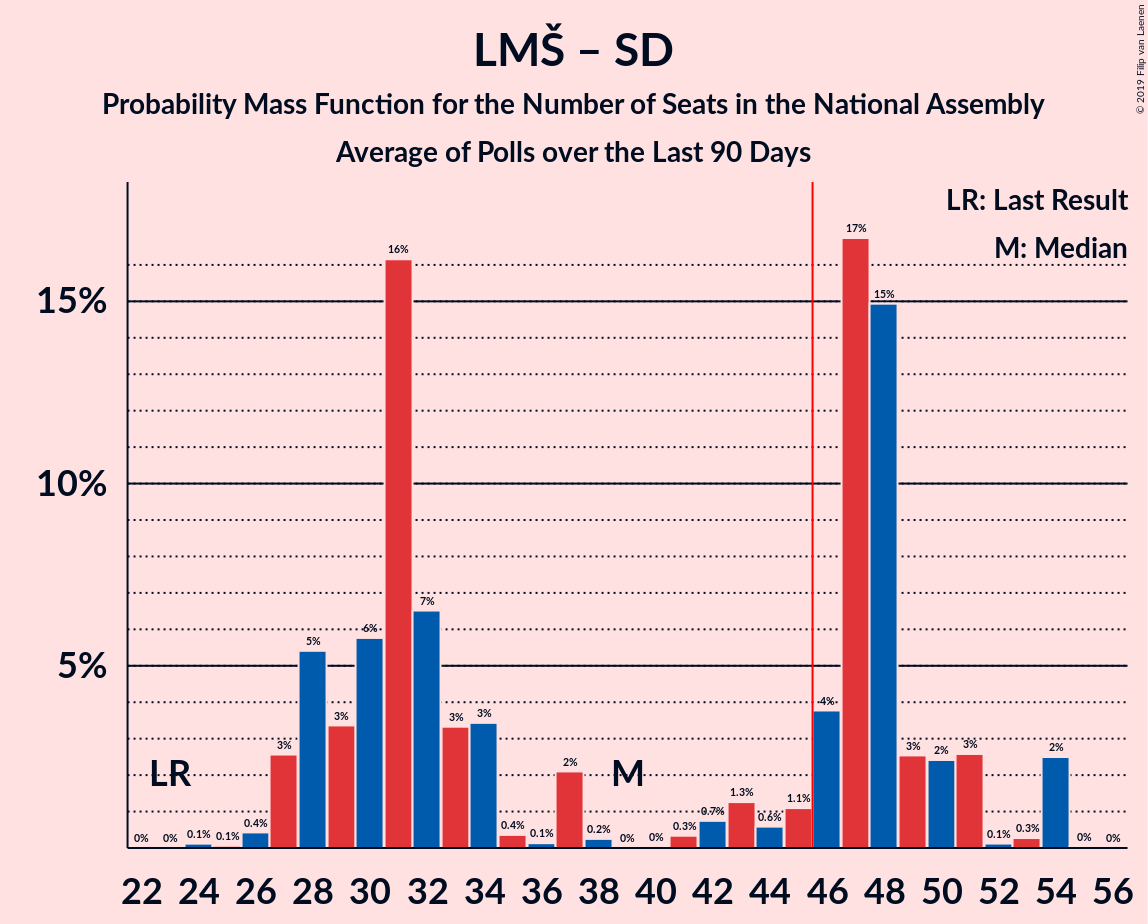 LMŠ – SD
Probability Mass Function for the Number of Seats in the National Assembly
Average of Polls over the Last 90 Days
© 2019 Filip van Laenen
LR: Last Result
M: Median
15%
10%
5%
0% 0% 0.1% 0.1% 0.4% 3% 5% 3% 6% 16% 7% 3% 3% 0.4% 0.1% 2% 0.2% 0% 0% 0.3% 0.7% 1.3% 0.6% 1.1% 4% 17% 15% 3% 2% 3% 0.1% 0.3% 2% 0% 0%
LR M
22 24 26 28 30 32 34 36 38 40 42 44 46 48 50 52 54 56